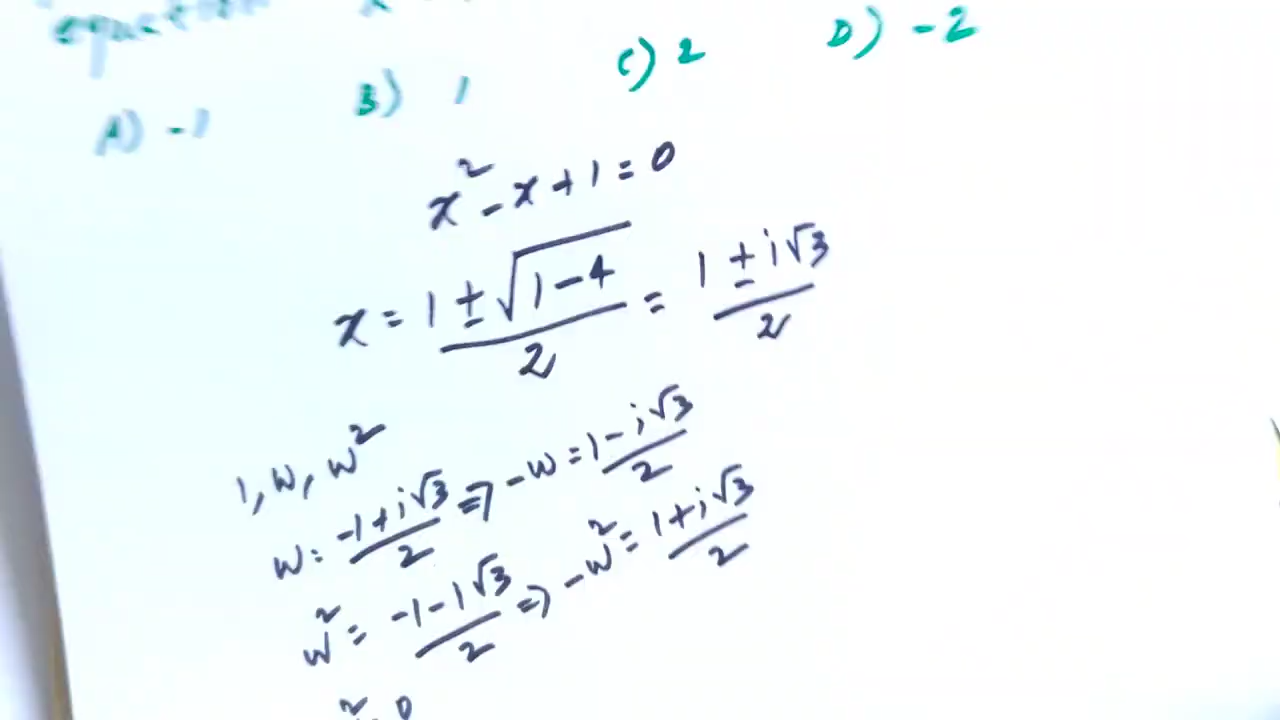 equation
A) -1 B) 1 C) 2 D) -2
x² - x + 1 = 0
x = 1 ± √(1-4) / 2 = 1 ± i√3 / 2
1, w, w²
w = -1 + i√3 / 2 => -w = 1 - i√3 / 2
w² = -1 - i√3 / 2 => -w² = 1 + i√3 / 2